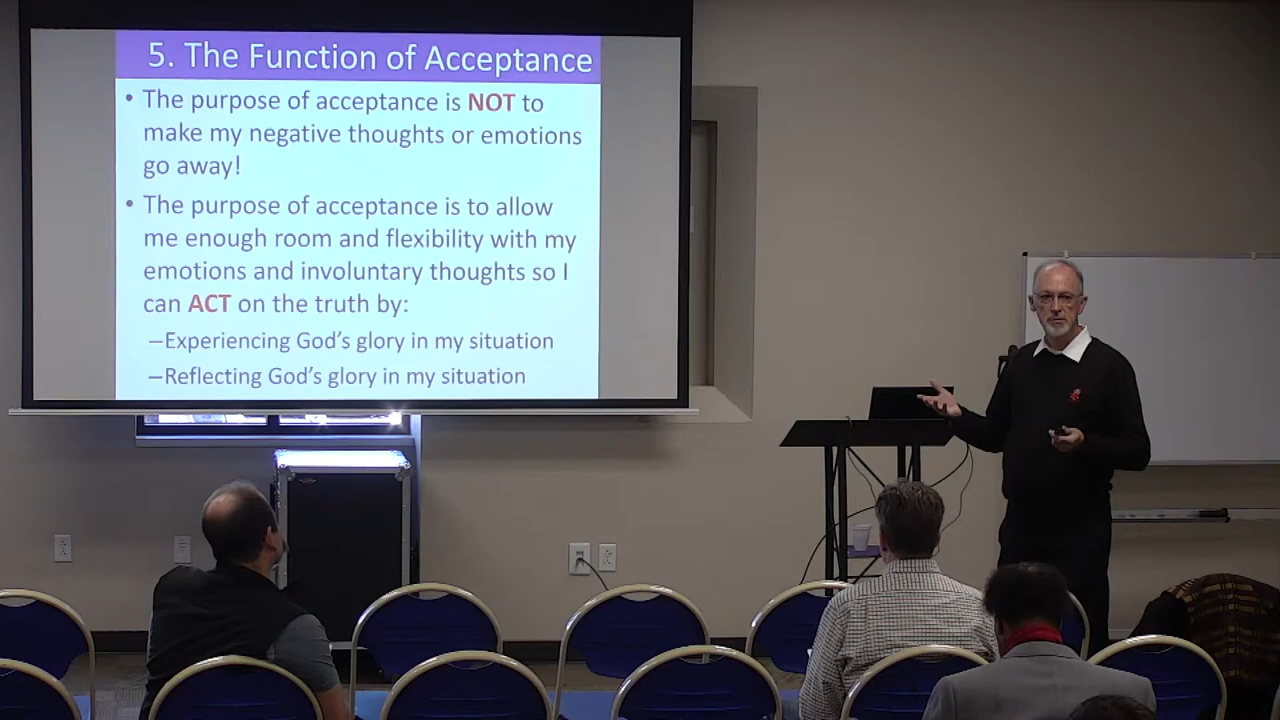 5. The Function of Acceptance
• The purpose of acceptance is NOT to
make my negative thoughts or emotions
go away!
• The purpose of acceptance is to allow
me enough room and flexibility with my
emotions and involuntary thoughts so I
can ACT on the truth by:
–Experiencing God's glory in my situation
–Reflecting God's glory in my situation